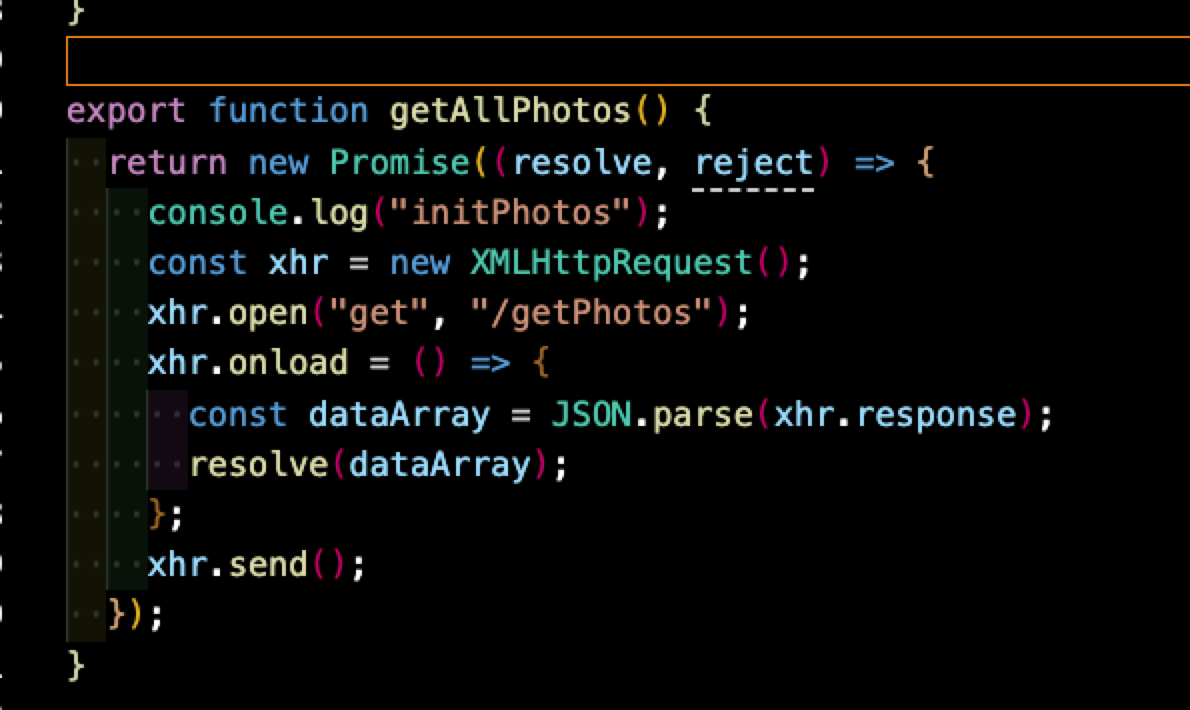 }
export function getAllPhotos() {
  return new Promise((resolve, reject) => {
    console.log("initPhotos");
    const xhr = new XMLHttpRequest();
    xhr.open("get", "/getPhotos");
    xhr.onload = () => {
      const dataArray = JSON.parse(xhr.response);
      resolve(dataArray);
    };
    xhr.send();
  });
}